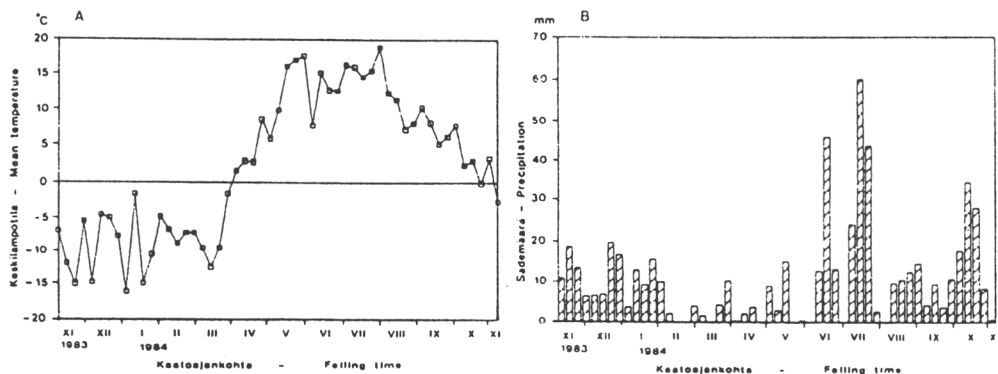 °C A
20
15
10
5
0
-5
-10
-15
-20
Keskilämpötila - Mean temperature
XI XII I II III IV V VI VII VIII IX X XI
1983 1984
Kaatoajankohta - Felling time
mm B
70
60
50
40
30
20
10
0
Sademäärä - Precipitation
XI XII I II III IV V VI VII VIII IX X X
1983 1984
Kaatoajankohta - Felling time